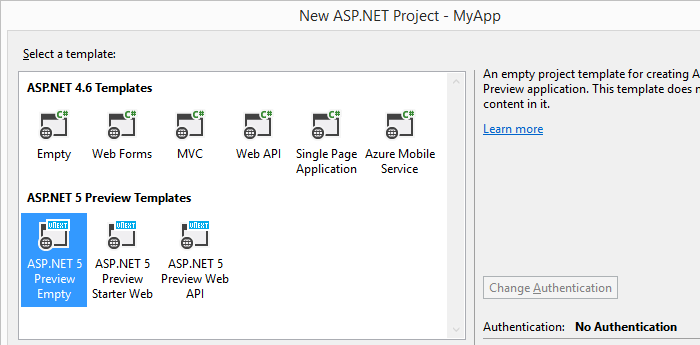 New ASP.NET Project - MyApp
Select a template:
ASP.NET 4.6 Templates
C# C# C# C# C# C#
Empty Web Forms MVC Web API Single Page Application Azure Mobile Service
ASP.NET 5 Preview Templates
vNEXT vNEXT vNEXT
ASP.NET 5 Preview Empty ASP.NET 5 Preview Starter Web ASP.NET 5 Preview Web API
An empty project template for creating A
Preview application. This template does n
content in it.
Learn more
Change Authentication
Authentication: No Authentication